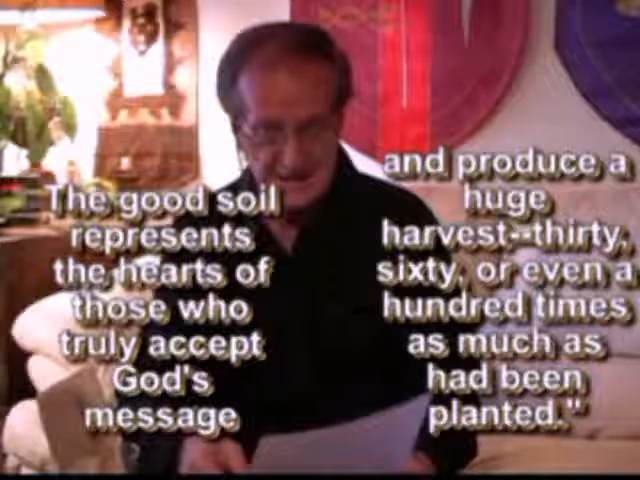 The good soil
represents
the hearts of
those who
truly accept
God's
message
and produce a
huge
harvest--thirty,
sixty, or even a
hundred times
as much as
had been
planted."